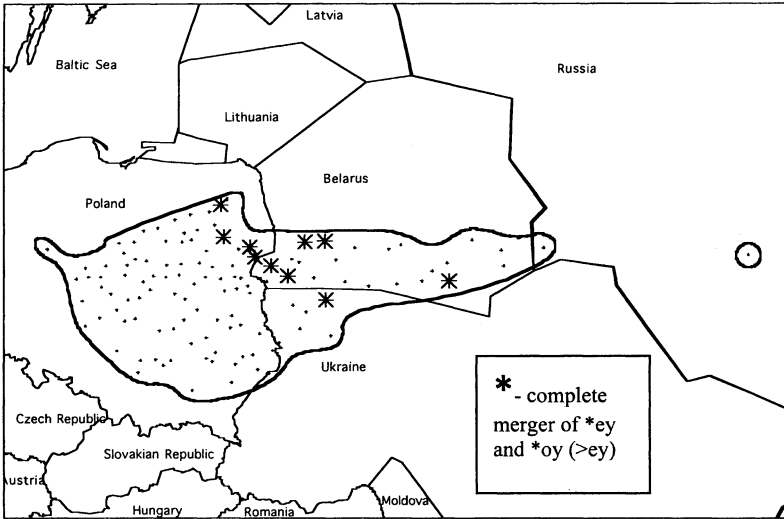 Latvia
Baltic Sea
Russia
Lithuania
Belarus
Poland
Ukraine
* - complete
merger of *ey
and *oy (>ey)
Czech Republic
Slovakian Republic
Austria
Hungary
Romania
Moldova